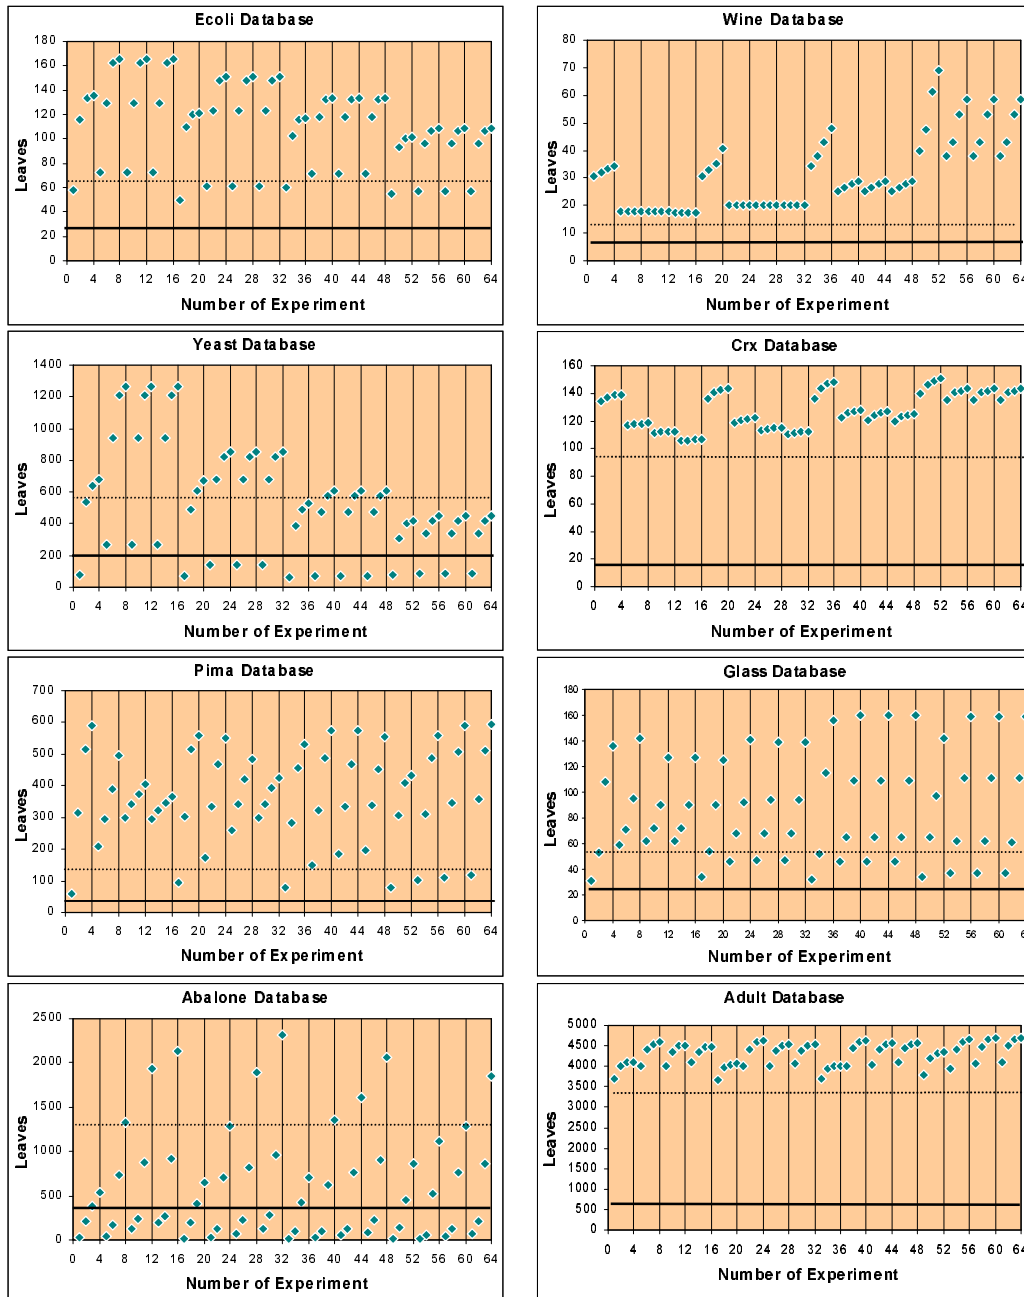 Ecoli Database
180
160
140
120
100
80
60
40
20
0
Leaves
0 4 8 12 16 20 24 28 32 36 40 44 48 52 56 60 64
Number of Experiment
Wine Database
80
70
60
50
40
30
20
10
0
Leaves
0 4 8 12 16 20 24 28 32 36 40 44 48 52 56 60 64
Number of Experiment
Yeast Database
1400
1200
1000
800
600
400
200
0
Leaves
0 4 8 12 16 20 24 28 32 36 40 44 48 52 56 60 64
Number of Experiment
Crx Database
160
140
120
100
80
60
40
20
0
Leaves
0 4 8 12 16 20 24 28 32 36 40 44 48 52 56 60 64
Number of Experiment
Pima Database
700
600
500
400
300
200
100
0
Leaves
0 4 8 12 16 20 24 28 32 36 40 44 48 52 56 60 64
Number of Experiment
Glass Database
180
160
140
120
100
80
60
40
20
0
Leaves
0 4 8 12 16 20 24 28 32 36 40 44 48 52 56 60 64
Number of Experiment
Abalone Database
2500
2000
1500
1000
500
0
Leaves
0 4 8 12 16 20 24 28 32 36 40 44 48 52 56 60 64
Number of Experiment
Adult Database
5000
4500
4000
3500
3000
2500
2000
1500
1000
500
0
Leaves
0 4 8 12 16 20 24 28 32 36 40 44 48 52 56 60 64
Number of Experiment